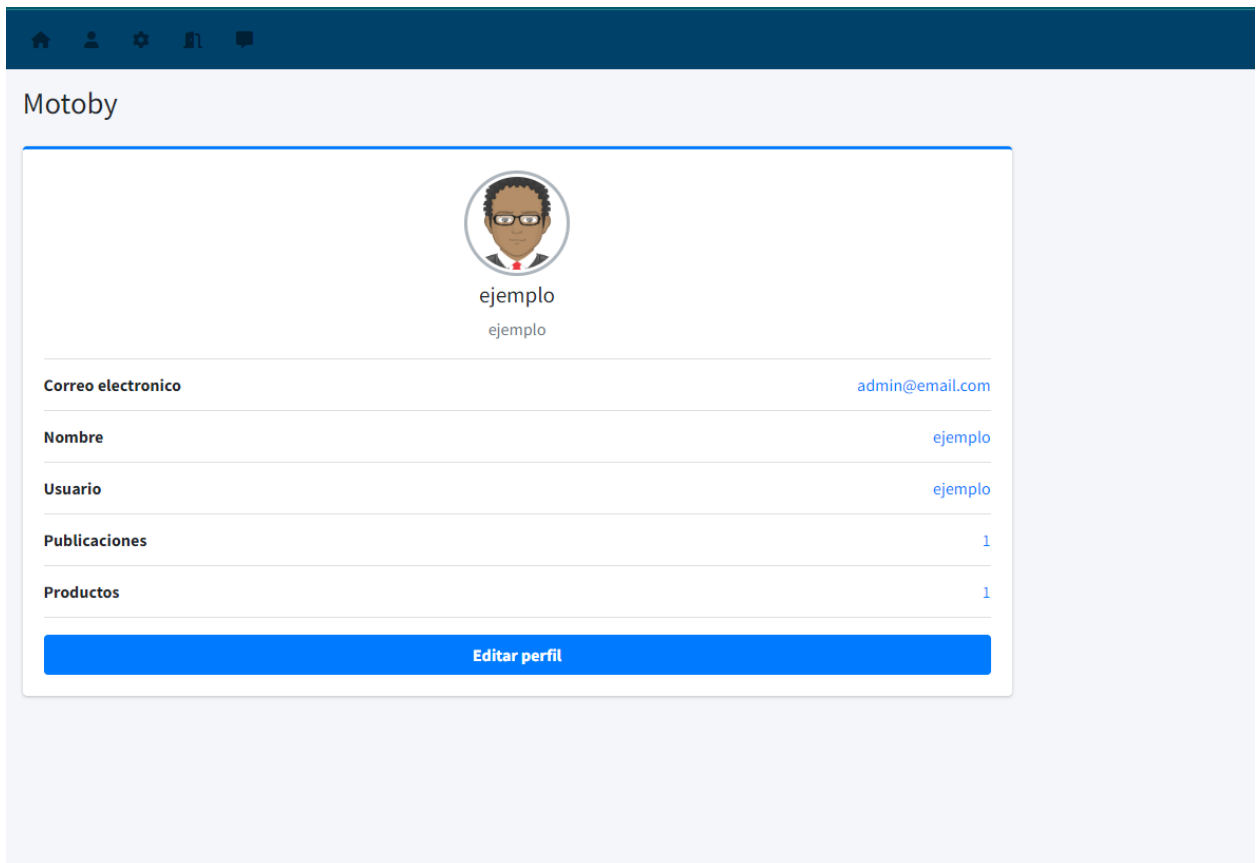 Motoby
ejemplo
ejemplo
Correo electronico admin@email.com
Nombre ejemplo
Usuario ejemplo
Publicaciones 1
Productos 1
Editar perfil